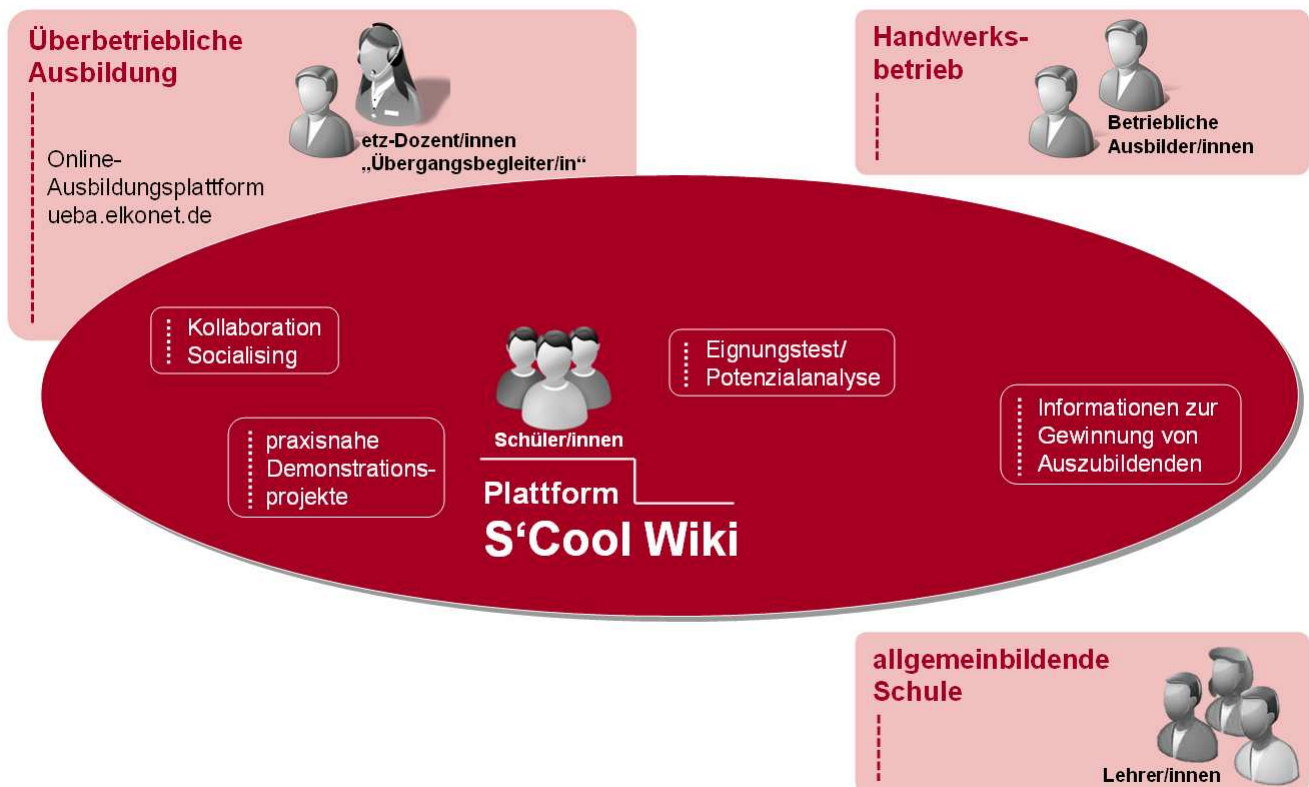 Überbetriebliche
Ausbildung
etz-Dozent/innen
„Übergangsbegleiter/in“
Online-
Ausbildungsplattform
ueba.elkonet.de
Handwerks-
betrieb
Betriebliche
Ausbilder/innen
Kollaboration
Socialising
praxisnahe
Demonstrations-
projekte
Schüler/innen
Plattform
S‘Cool Wiki
Eignungstest/
Potenzialanalyse
Informationen zur
Gewinnung von
Auszubildenden
allgemeinbildende
Schule
Lehrer/innen